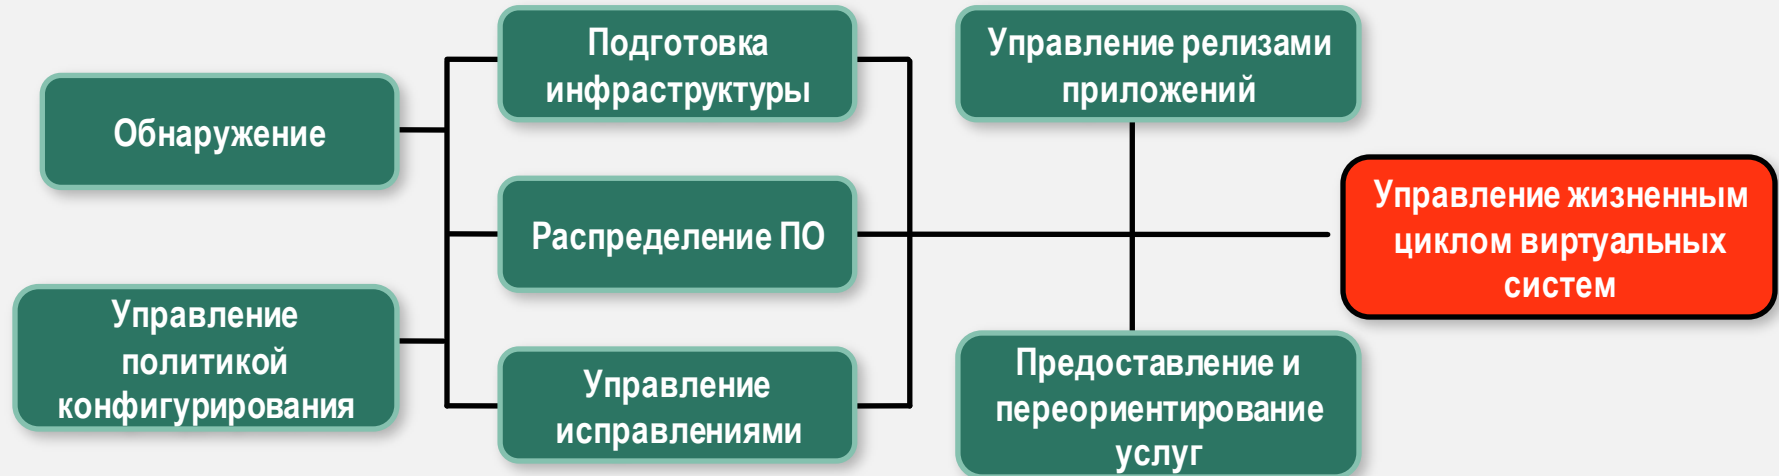 Обнаружение
Управление
политикой
конфигурирования
Подготовка
инфраструктуры
Распределение ПО
Управление
исправлениями
Управление релизами
приложений
Предоставление и
переориентирование
услуг
Управление жизненным
циклом виртуальных
систем